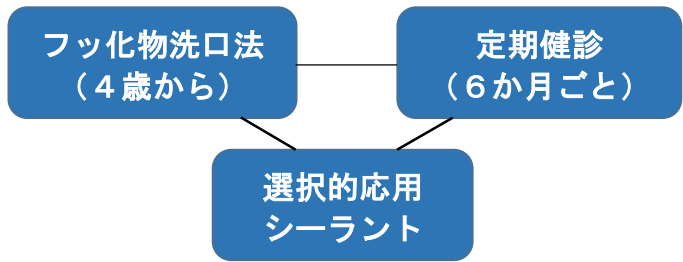 フッ化物洗口法
（４歳から）
定期健診
（６か月ごと）
選択的応用
シーラント